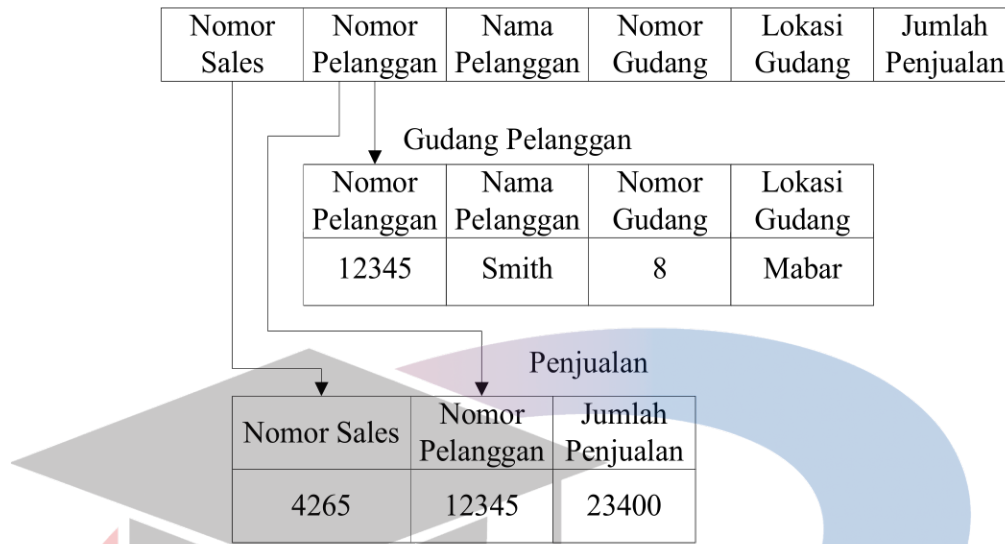 Nomor Sales Nomor Pelanggan Nama Pelanggan Nomor Gudang Lokasi Gudang Jumlah Penjualan
Gudang Pelanggan
Nomor Pelanggan Nama Pelanggan Nomor Gudang Lokasi Gudang
12345 Smith 8 Mabar
Penjualan
Nomor Sales Nomor Pelanggan Jumlah Penjualan
4265 12345 23400